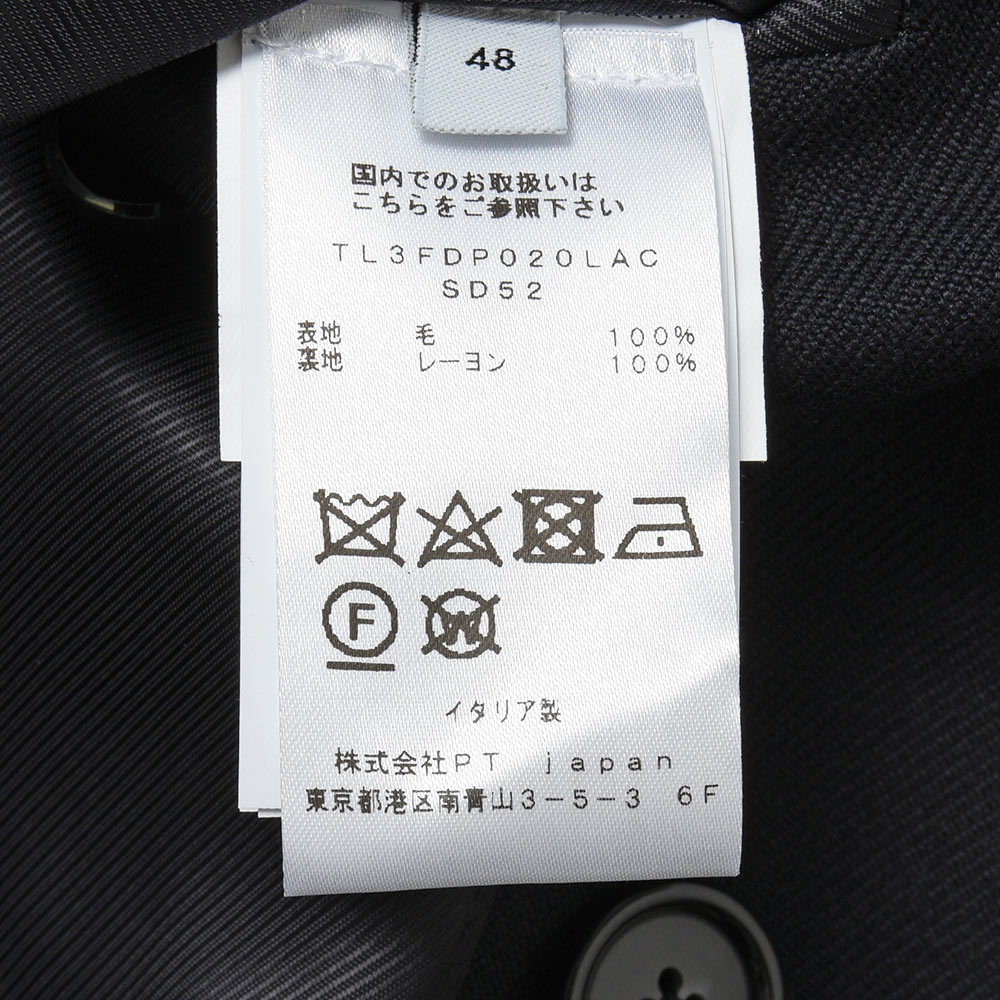 48
国内でのお取扱いは
こちらをご参照下さい
TL3FDP020LAC
SD52
表地 毛 100%
裏地 レーヨン 100%
F W
イタリア製
株式会社PT japan
東京都港区南青山3-5-3 6F